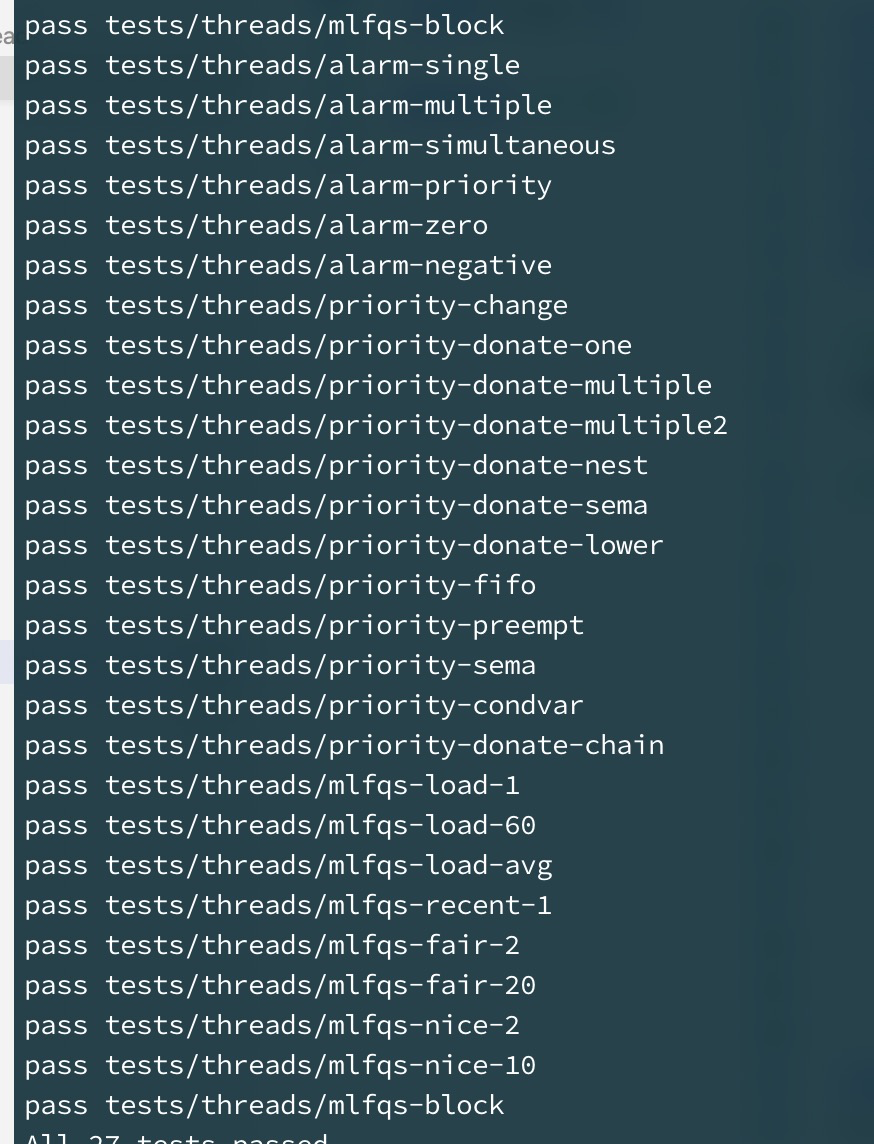 pass tests/threads/mlfqs-block
pass tests/threads/alarm-single
pass tests/threads/alarm-multiple
pass tests/threads/alarm-simultaneous
pass tests/threads/alarm-priority
pass tests/threads/alarm-zero
pass tests/threads/alarm-negative
pass tests/threads/priority-change
pass tests/threads/priority-donate-one
pass tests/threads/priority-donate-multiple
pass tests/threads/priority-donate-multiple2
pass tests/threads/priority-donate-nest
pass tests/threads/priority-donate-sema
pass tests/threads/priority-donate-lower
pass tests/threads/priority-fifo
pass tests/threads/priority-preempt
pass tests/threads/priority-sema
pass tests/threads/priority-condvar
pass tests/threads/priority-donate-chain
pass tests/threads/mlfqs-load-1
pass tests/threads/mlfqs-load-60
pass tests/threads/mlfqs-load-avg
pass tests/threads/mlfqs-recent-1
pass tests/threads/mlfqs-fair-2
pass tests/threads/mlfqs-fair-20
pass tests/threads/mlfqs-nice-2
pass tests/threads/mlfqs-nice-10
pass tests/threads/mlfqs-block
All 27 tests passed